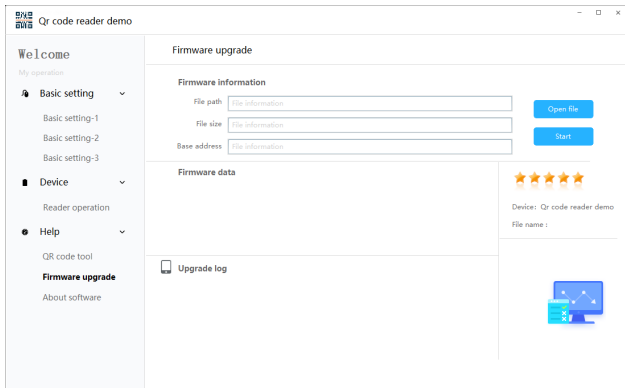 Qr code reader demo
Welcome
My operation
Basic setting
Basic setting-1
Basic setting-2
Basic setting-3
Device
Reader operation
Help
QR code tool
Firmware upgrade
About software
Firmware upgrade
Firmware information
File path File information
File size File information
Base address File information
Open file
Start
Firmware data
Device: Qr code reader demo
File name :
Upgrade log